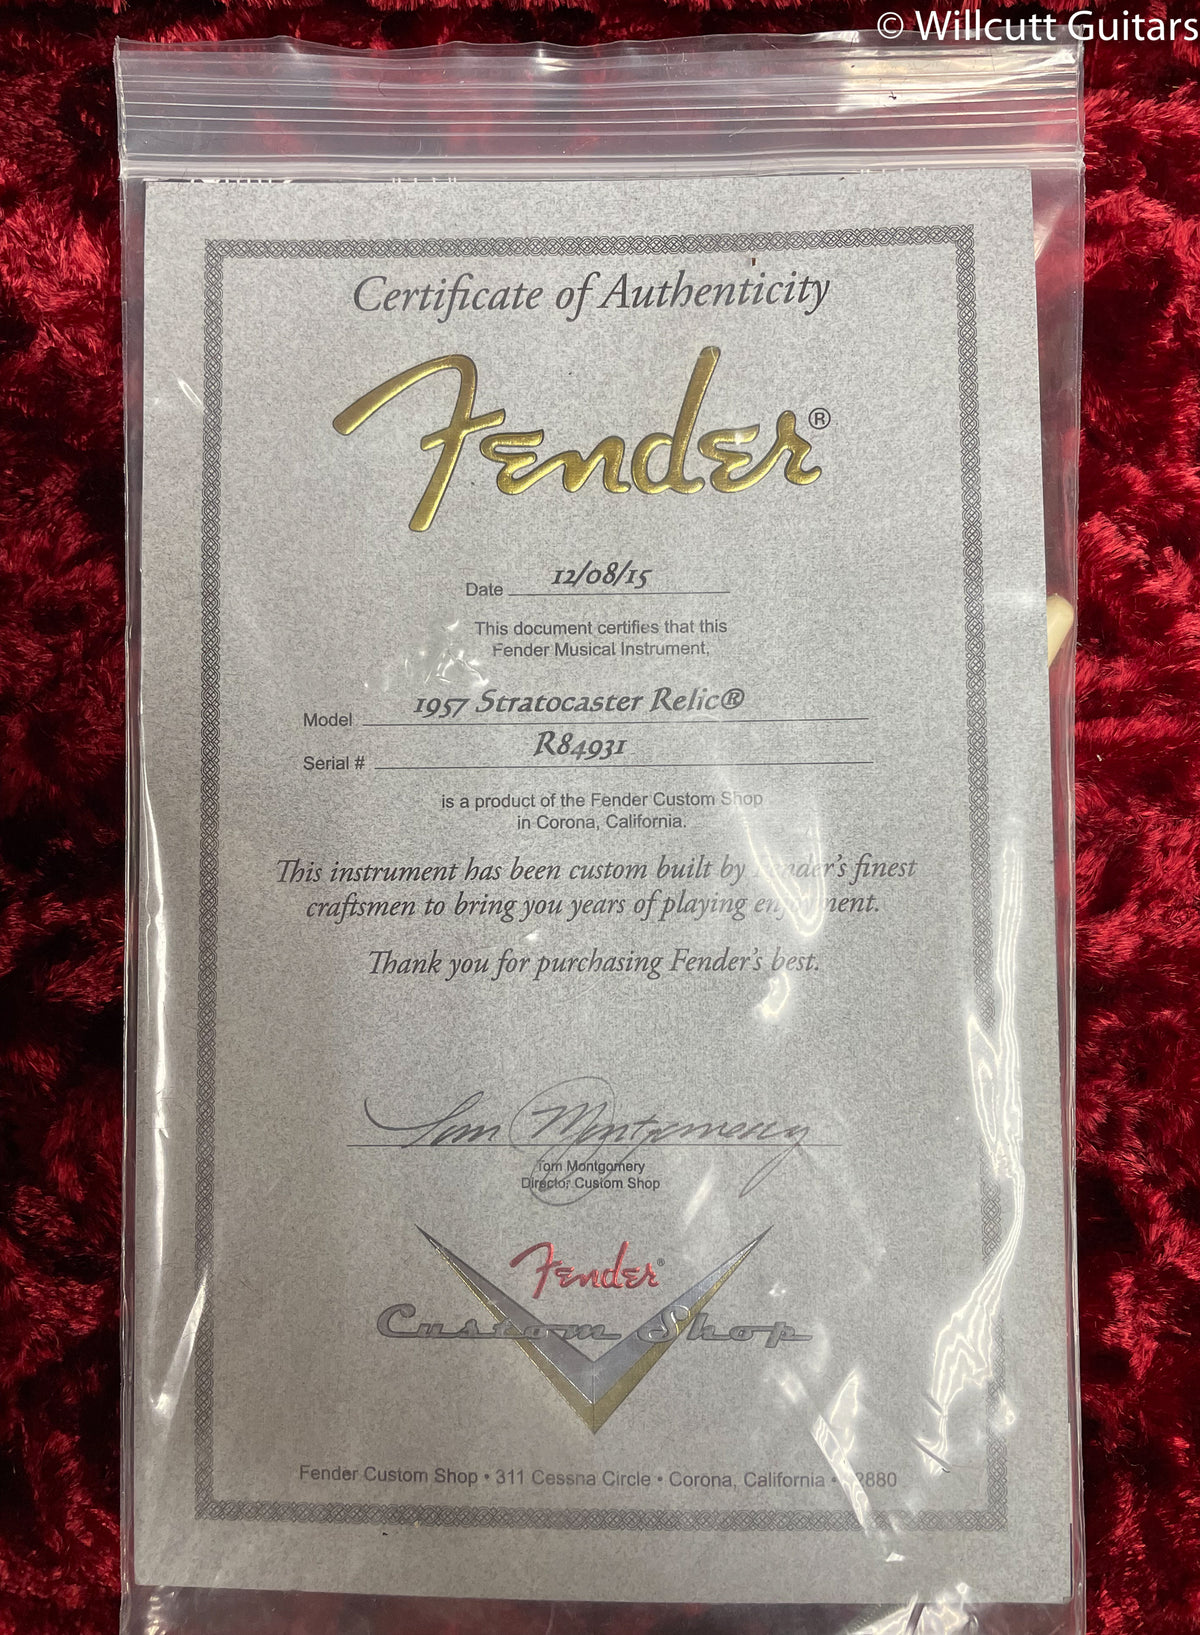 © Willcutt Guitars
Certificate of Authenticity
Fender®
Date 12/08/15
This document certifies that this
Fender Musical Instrument,
Model 1957 Stratocaster Relic®
Serial # R84931
is a product of the Fender Custom Shop
in Corona, California.
This instrument has been custom built by Fender's finest
craftsmen to bring you years of playing enjoyment.
Thank you for purchasing Fender's best.
Tom Montgomery
Tom Montgomery
Director Custom Shop
Fender®
Custom Shop
Fender Custom Shop • 311 Cessna Circle • Corona, California •